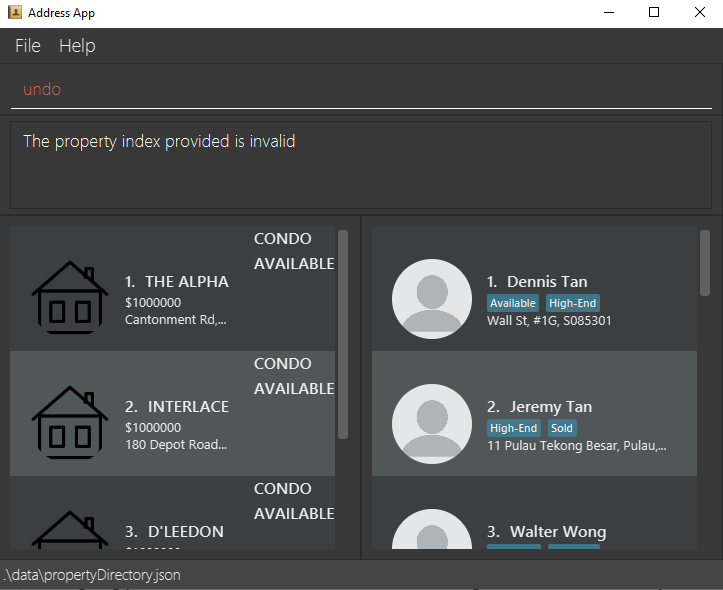 Address App
File Help
undo
The property index provided is invalid
CONDO
AVAILABLE
1. THE ALPHA
$1000000
Cantonment Rd,...
CONDO
AVAILABLE
2. INTERLACE
$1000000
180 Depot Road...
CONDO
AVAILABLE
3. D'LEEDON
1. Dennis Tan
Available High-End
Wall St, #1G, S085301
2. Jeremy Tan
High-End Sold
11 Pulau Tekong Besar, Pulau,...
3. Walter Wong
.\data\propertyDirectory.json